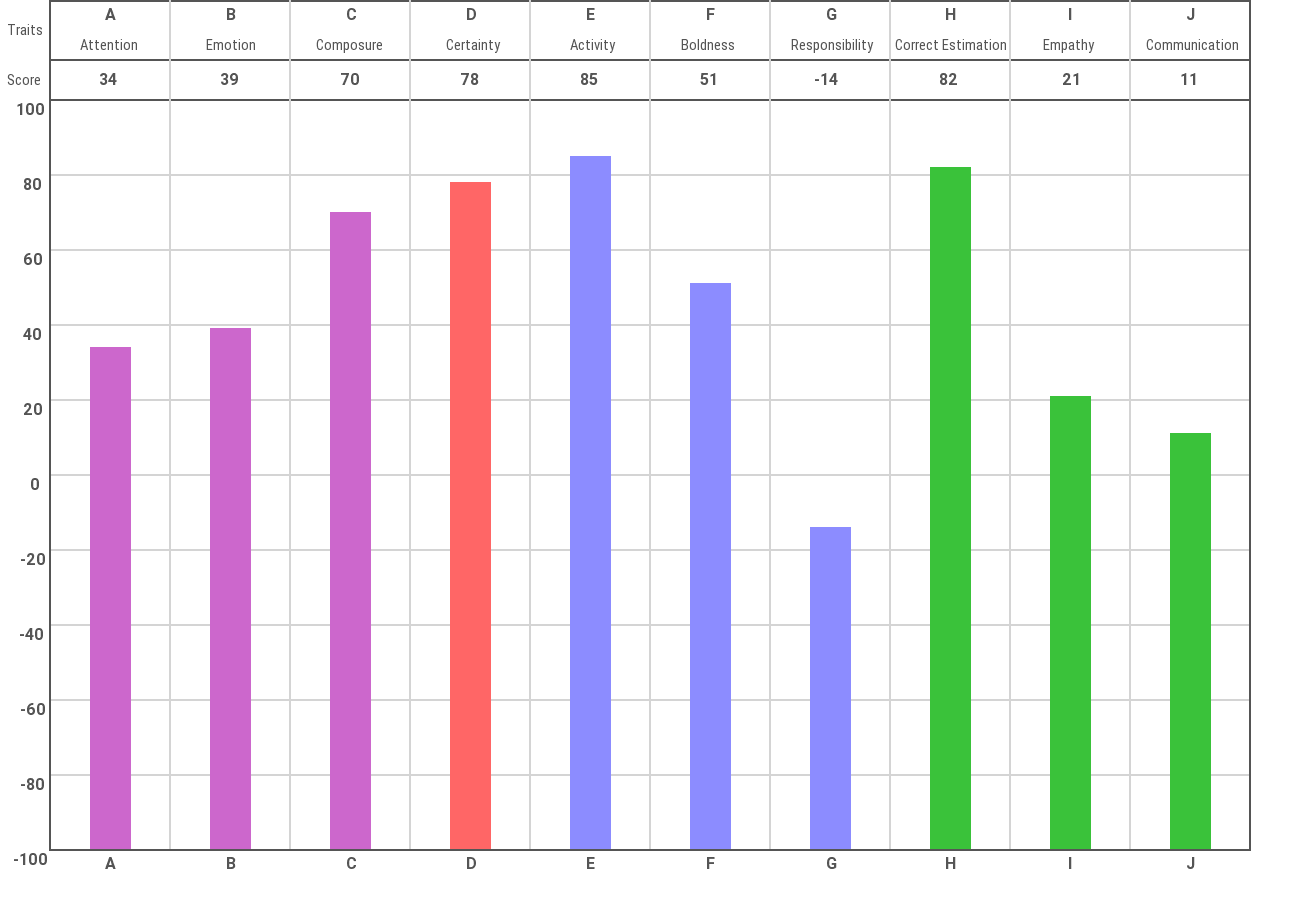 A B C D E F G H I J
Traits
Attention Emotion Composure Certainty Activity Boldness Responsibility Correct Estimation Empathy Communication
Score 34 39 70 78 85 51 -14 82 21 11
100
80
60
40
20
0
-20
-40
-60
-80
-100
A B C D E F G H I J